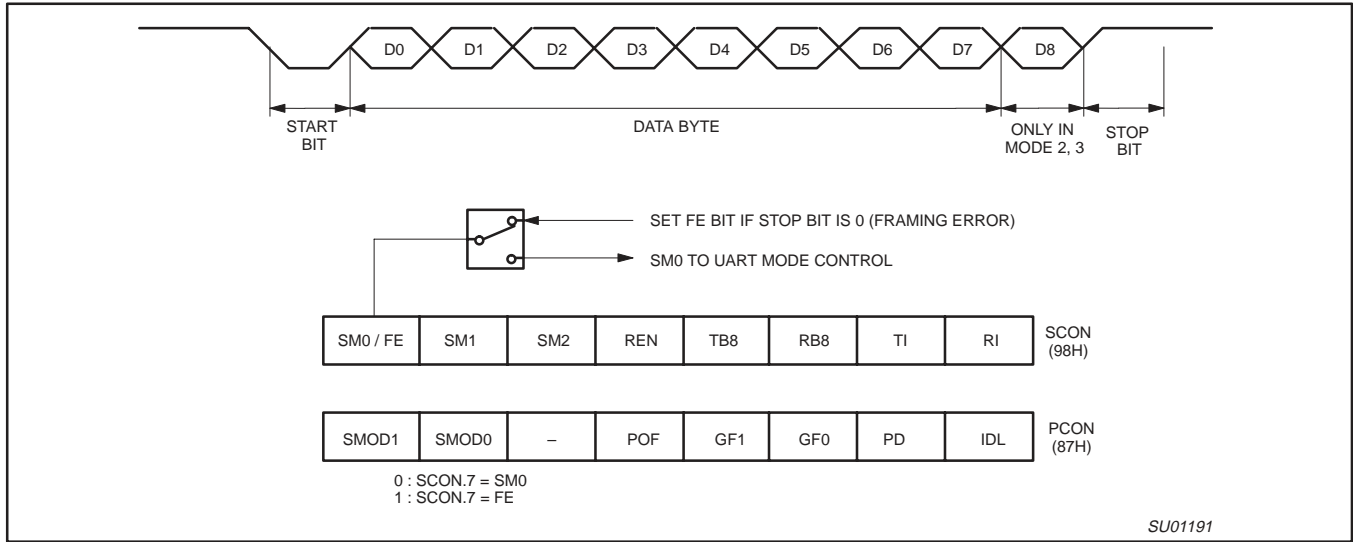 D0 D1 D2 D3 D4 D5 D6 D7 D8
START
BIT
DATA BYTE
ONLY IN
MODE 2, 3
STOP
BIT
SET FE BIT IF STOP BIT IS 0 (FRAMING ERROR)
SM0 TO UART MODE CONTROL
SM0 / FE SM1 SM2 REN TB8 RB8 TI RI
SCON
(98H)
SMOD1 SMOD0 – POF GF1 GF0 PD IDL
PCON
(87H)
0 : SCON.7 = SM0
1 : SCON.7 = FE
SU01191